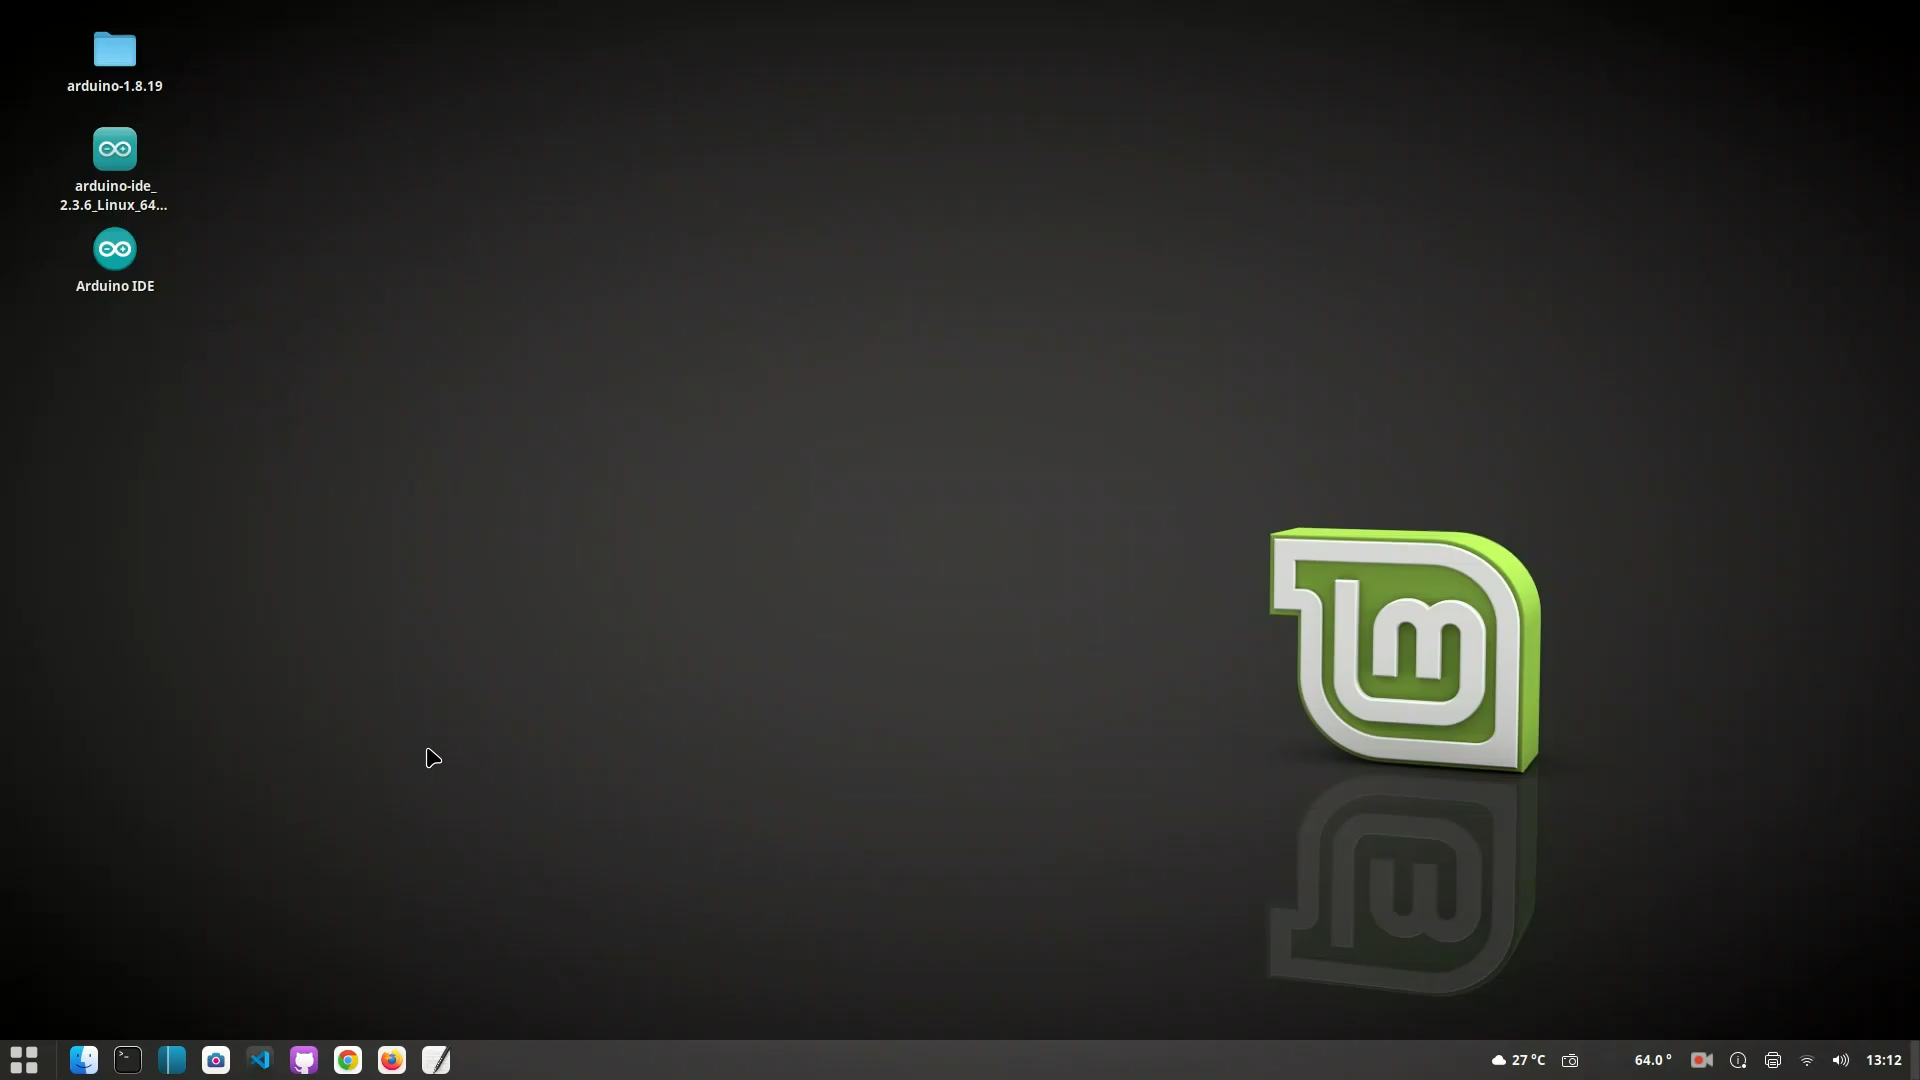 arduino-1.8.19
arduino-ide_
2.3.6_Linux_64...
Arduino IDE
27 °C
64.0 °
13:12